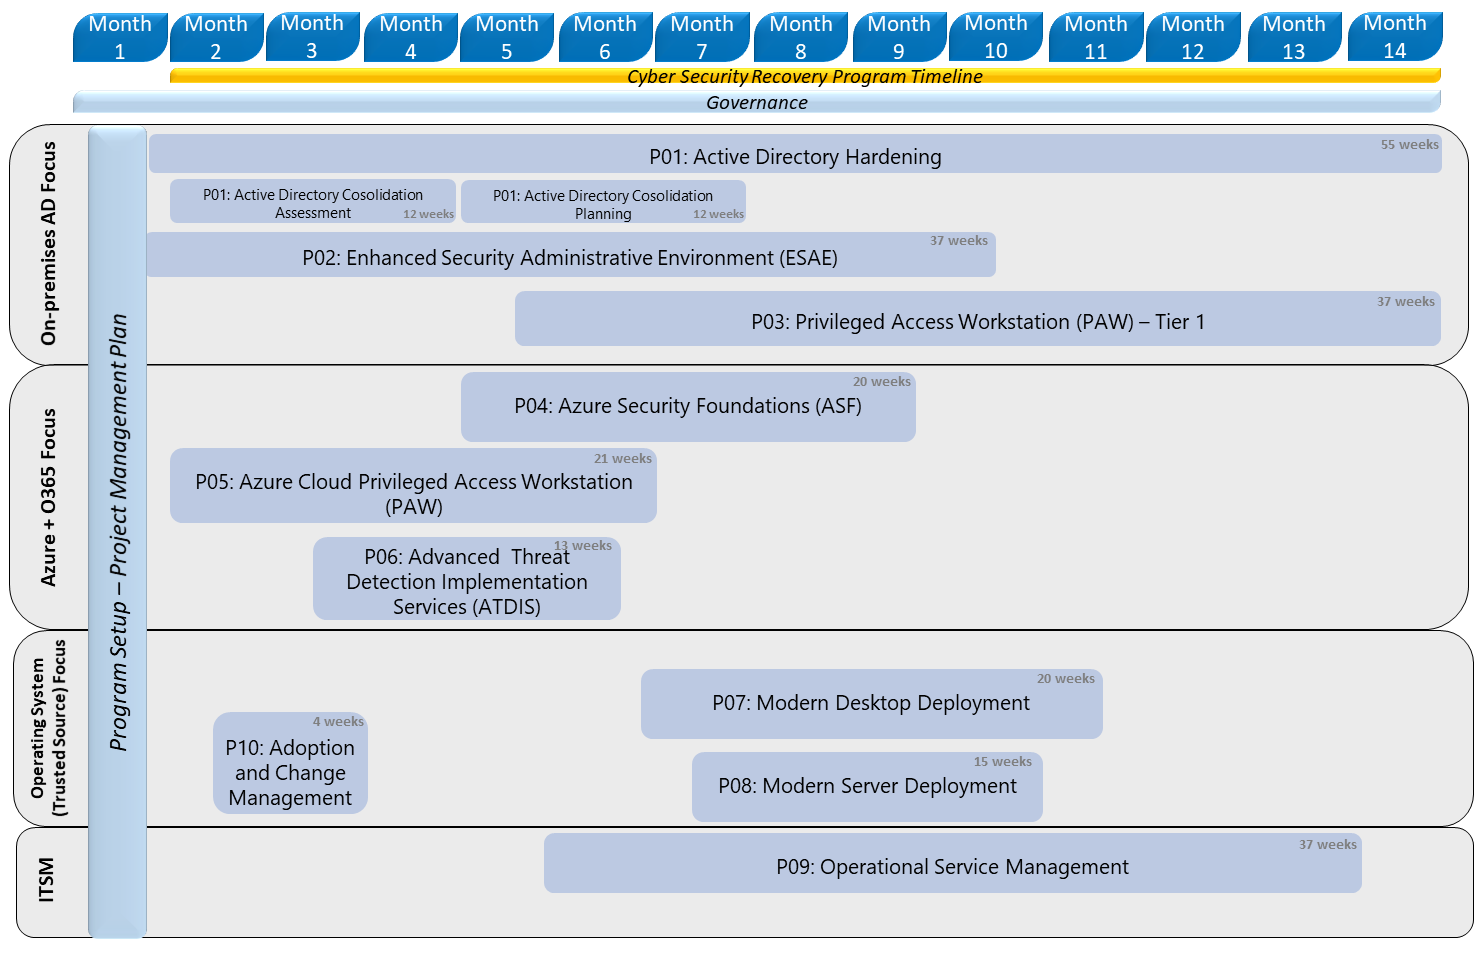 Month
1
Month
2
Month
3
Month
4
Month
5
Month
6
Month
7
Month
8
Month
9
Month
10
Month
11
Month
12
Month
13
Month
14
Cyber Security Recovery Program Timeline
Governance
Program Setup – Project Management Plan
On-premises AD Focus
55 weeks
P01: Active Directory Hardening
P01: Active Directory Cosolidation
Assessment
12 weeks
P01: Active Directory Cosolidation
Planning
12 weeks
37 weeks
P02: Enhanced Security Administrative Environment (ESAE)
37 weeks
P03: Privileged Access Workstation (PAW) – Tier 1
Azure + O365 Focus
20 weeks
P04: Azure Security Foundations (ASF)
21 weeks
P05: Azure Cloud Privileged Access Workstation
(PAW)
13 weeks
P06: Advanced Threat
Detection Implementation
Services (ATDIS)
Operating System
(Trusted Source) Focus
20 weeks
P07: Modern Desktop Deployment
4 weeks
P10: Adoption
and Change
Management
15 weeks
P08: Modern Server Deployment
ITSM
37 weeks
P09: Operational Service Management